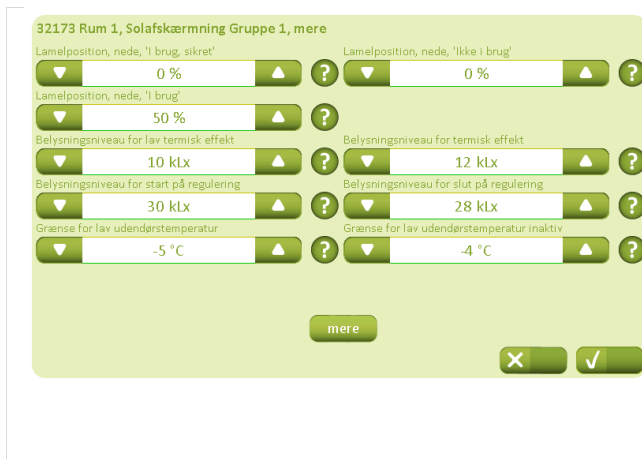 32173 Rum 1, Solafskærmning Gruppe 1, mere
Lamelposition, nede, 'I brug, sikret' Lamelposition, nede, 'Ikke i brug'
0 % ? 0 % ?
Lamelposition, nede, 'I brug'
50 % ?
Belysningsniveau for lav termisk effekt Belysningsniveau for termisk effekt
10 kLx ? 12 kLx ?
Belysningsniveau for start på regulering Belysningsniveau for slut på regulering
30 kLx ? 28 kLx ?
Grænse for lav udendørstemperatur Grænse for lav udendørstemperatur inaktiv
-5 °C ? -4 °C ?
mere